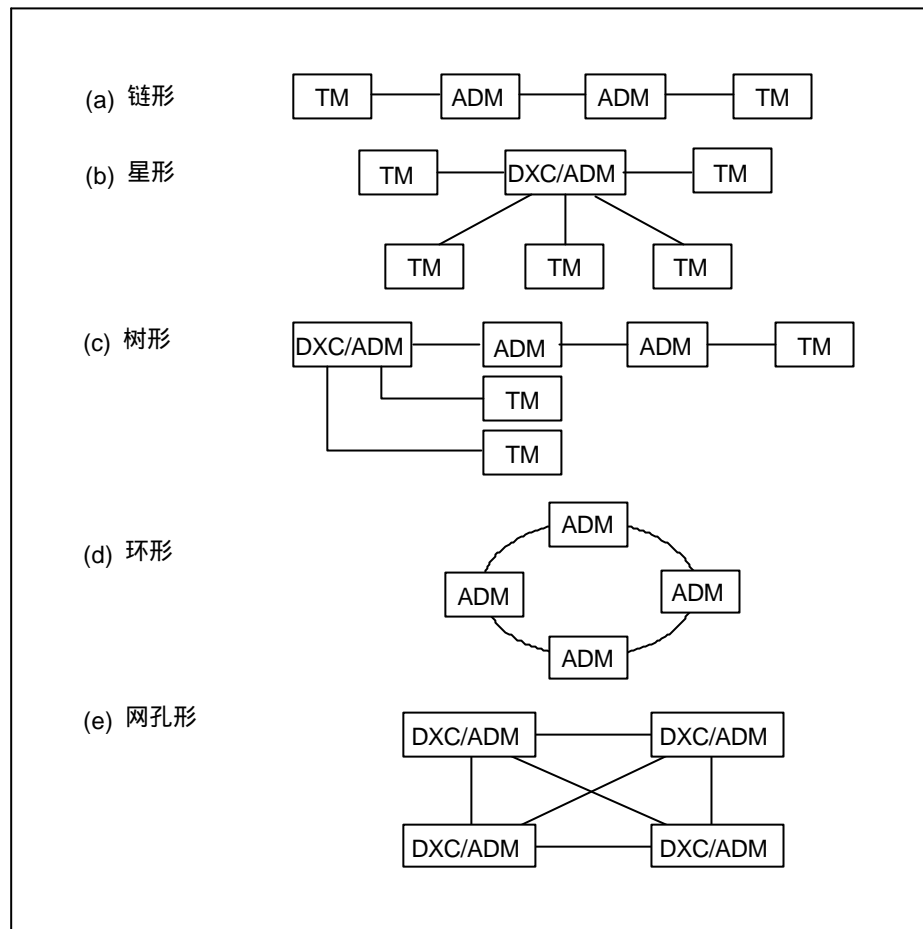 (a) 链形 TM ADM ADM TM
(b) 星形 TM DXC/ADM TM
TM TM TM
(c) 树形 DXC/ADM ADM ADM TM
TM
TM
ADM
(d) 环形
ADM ADM
ADM
(e) 网孔形
DXC/ADM DXC/ADM
DXC/ADM DXC/ADM